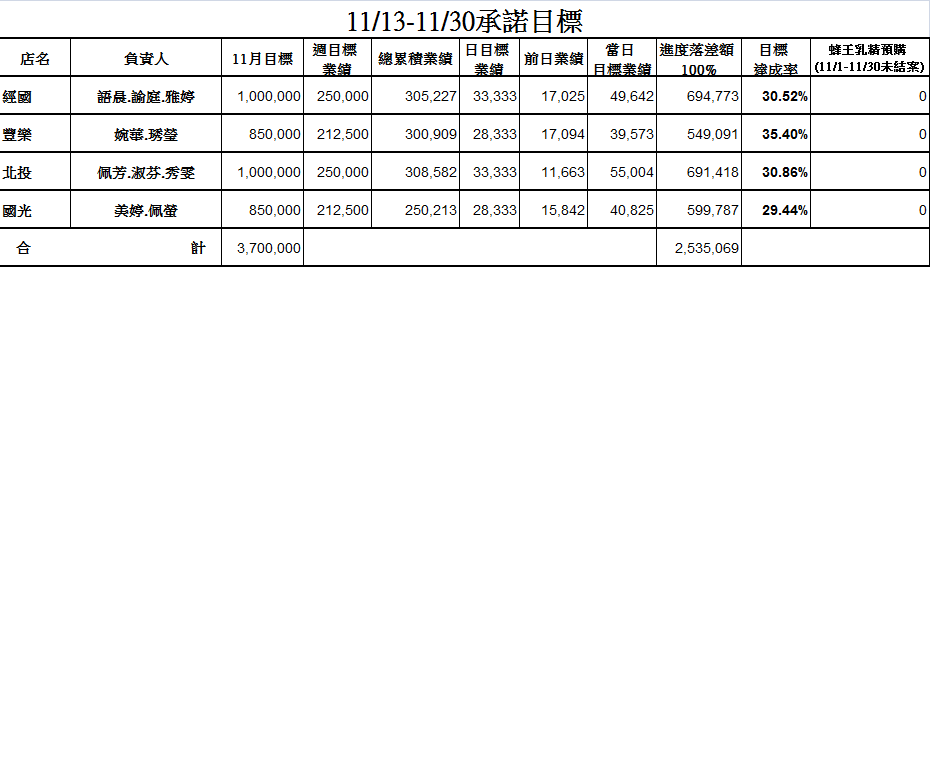 11/13-11/30承諾目標
店名 負責人 11月目標 週目標業績 總累積業績 日目標業績 前日業績 當日目標業績 進度落差額100% 目標達成率 蜂王乳精預購(11/1-11/30未結案)
經國 語晨.諭庭.雅婷 1,000,000 250,000 305,227 33,333 17,025 49,642 694,773 30.52% 0
豐樂 婉華.琇瑩 850,000 212,500 300,909 28,333 17,094 39,573 549,091 35.40% 0
北投 佩芳.淑芬.秀雯 1,000,000 250,000 308,582 33,333 11,663 55,004 691,418 30.86% 0
國光 美婷.佩螢 850,000 212,500 250,213 28,333 15,842 40,825 599,787 29.44% 0
合計 3,700,000 2,535,069